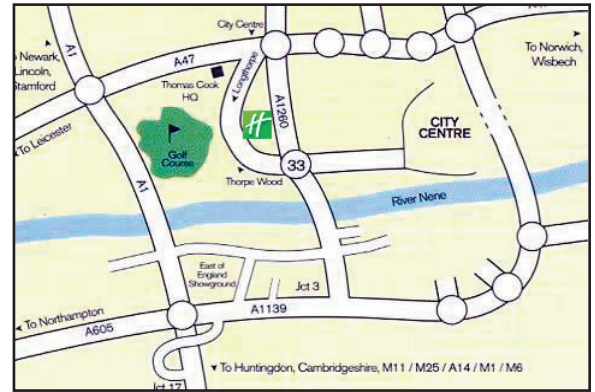 City Centre
A1
To Newark,
Lincoln,
Stamford
A47
Longthorpe
To Norwich,
Wisbech
Thomas Cook
HQ
A1260
H
CITY
CENTRE
To Leicester
Golf
Course
33
Thorpe Wood
A1
River Nene
East of
England
Showground
Jct 3
To Northampton
A1139
A605
To Huntingdon, Cambridgeshire, M11 / M25 / A14 / M1 / M6
Jct 17